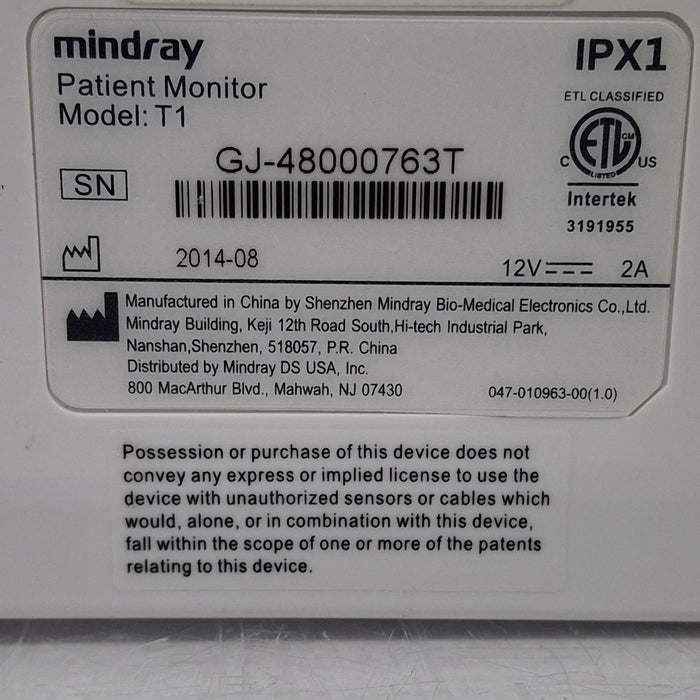 mindray
IPX1
Patient Monitor
Model: T1
ETL CLASSIFIED
GJ-48000763T
ETL CM
C US
LISTED
SN
Intertek
3191955
2014-08
12V 2A
Manufactured in China by Shenzhen Mindray Bio-Medical Electronics Co.,Ltd.
Mindray Building, Keji 12th Road South,Hi-tech Industrial Park,
Nanshan,Shenzhen, 518057, P.R. China
Distributed by Mindray DS USA, Inc.
800 MacArthur Blvd., Mahwah, NJ 07430
047-010963-00(1.0)
Possession or purchase of this device does not
convey any express or implied license to use the
device with unauthorized sensors or cables which
would, alone, or in combination with this device,
fall within the scope of one or more of the patents
relating to this device.